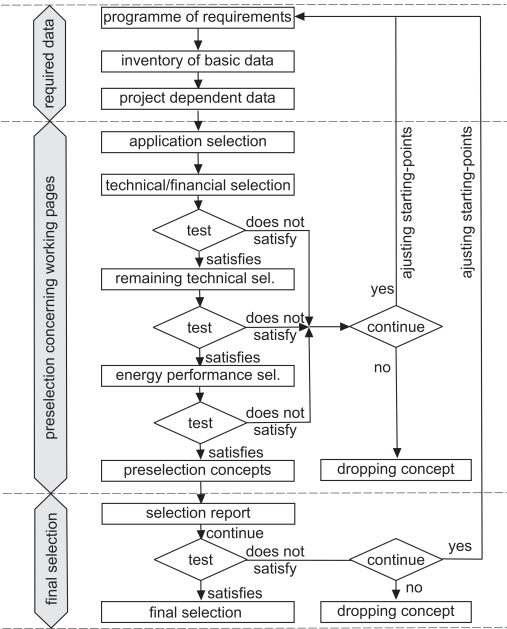 required data
programme of requirements
inventory of basic data
project dependent data
preselection concerning working pages
application selection
technical/financial selection
test
does not
satisfy
satisfies
remaining technical sel.
test
does not
satisfy
satisfies
energy performance sel.
test
does not
satisfy
satisfies
preselection concepts
ajusting starting-points
ajusting starting-points
yes
continue
no
dropping concept
final selection
selection report
continue
test
does not
satisfy
satisfies
final selection
continue
yes
no
dropping concept